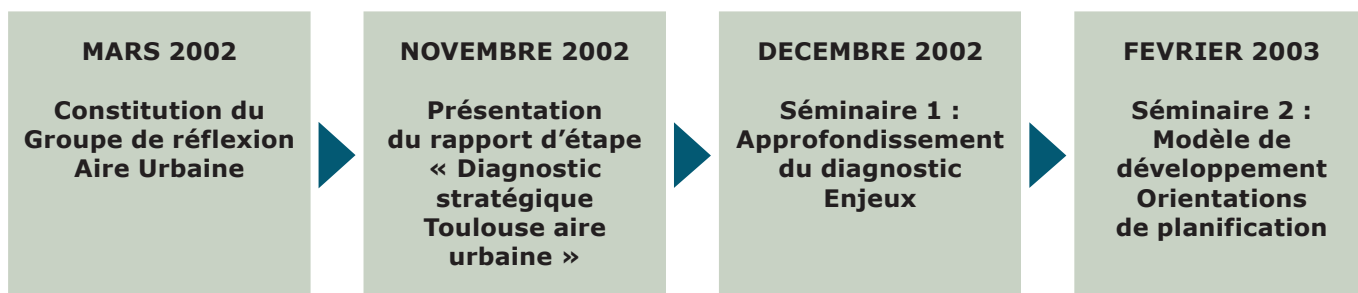 MARS 2002
Constitution du
Groupe de réflexion
Aire Urbaine
NOVEMBRE 2002
Présentation
du rapport d’étape
« Diagnostic
stratégique
Toulouse aire
urbaine »
DECEMBRE 2002
Séminaire 1 :
Approfondissement
du diagnostic
Enjeux
FEVRIER 2003
Séminaire 2 :
Modèle de
développement
Orientations
de planification